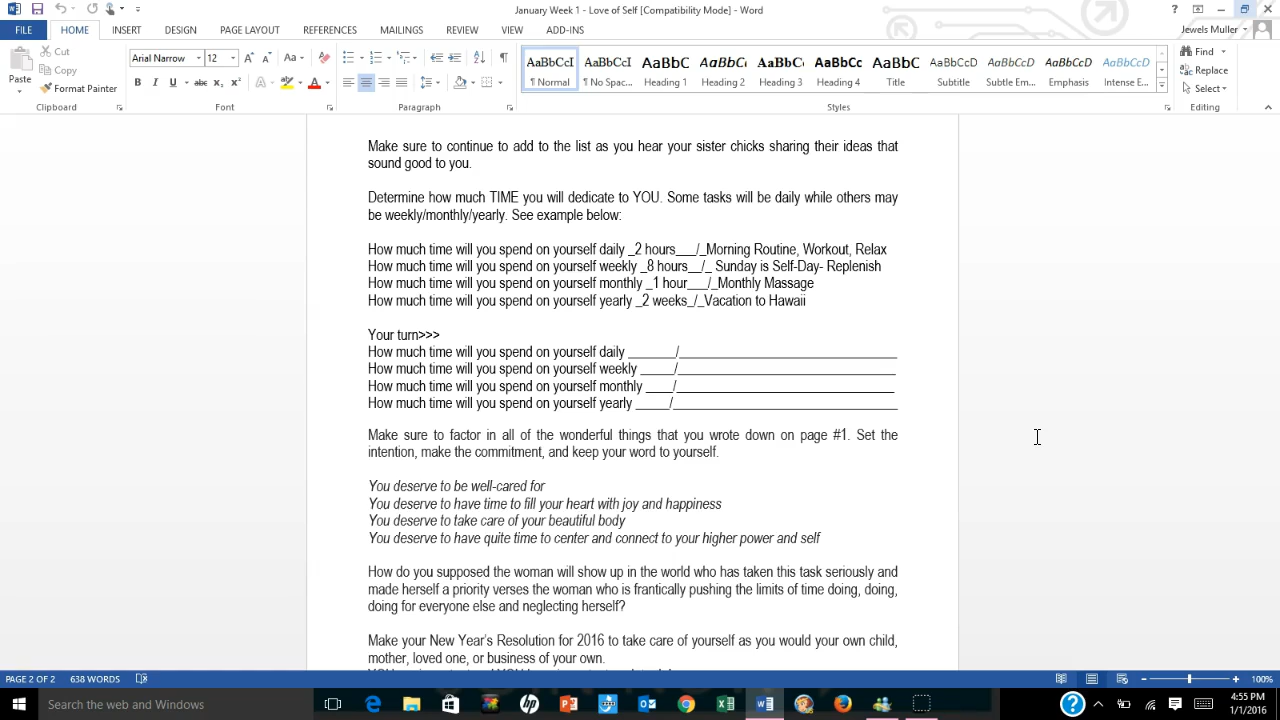 January Week 1 - Love of Self [Compatibility Mode] - Word
FILE HOME INSERT DESIGN PAGE LAYOUT REFERENCES MAILINGS REVIEW VIEW ADD-INS Jewels Muller
Paste Cut Copy Format Painter
Arial Narrow 12
AaBbCcI AaBbCcI AaBbC AaBbCc AaBbCc AaBbCc AaBbC AaBbCcD AaBbCcD AaBbCcD AaBbCcD
¶ Normal ¶ No Spac... Heading 1 Heading 2 Heading 3 Heading 4 Title Subtitle Subtle Em... Emphasis Intense E...
Find
Replace
Select
Clipboard Font Paragraph Styles Editing
Make sure to continue to add to the list as you hear your sister chicks sharing their ideas that
sound good to you.
Determine how much TIME you will dedicate to YOU. Some tasks will be daily while others may
be weekly/monthly/yearly. See example below:
How much time will you spend on yourself daily _2 hours___/_Morning Routine, Workout, Relax
How much time will you spend on yourself weekly _8 hours__/_ Sunday is Self-Day- Replenish
How much time will you spend on yourself monthly _1 hour___/_Monthly Massage
How much time will you spend on yourself yearly _2 weeks_/_Vacation to Hawaii
Your turn>>>
How much time will you spend on yourself daily _______/________________________________
How much time will you spend on yourself weekly _____/________________________________
How much time will you spend on yourself monthly ____/________________________________
How much time will you spend on yourself yearly _____/_________________________________
Make sure to factor in all of the wonderful things that you wrote down on page #1. Set the
intention, make the commitment, and keep your word to yourself.
You deserve to be well-cared for
You deserve to have time to fill your heart with joy and happiness
You deserve to take care of your beautiful body
You deserve to have quite time to center and connect to your higher power and self
How do you supposed the woman will show up in the world who has taken this task seriously and
made herself a priority verses the woman who is frantically pushing the limits of time doing, doing,
doing for everyone else and neglecting herself?
Make your New Year's Resolution for 2016 to take care of yourself as you would your own child,
mother, loved one, or business of your own.
PAGE 2 OF 2 638 WORDS 100%
Search the web and Windows
4:55 PM
1/1/2016